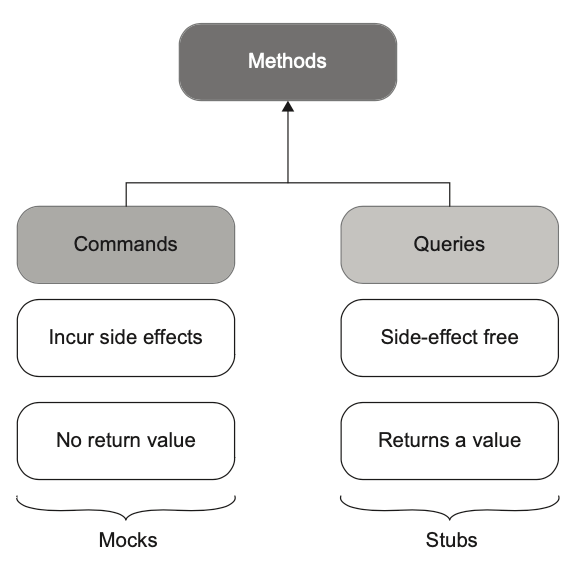 Methods
Commands
Queries
Incur side effects
Side-effect free
No return value
Returns a value
Mocks
Stubs